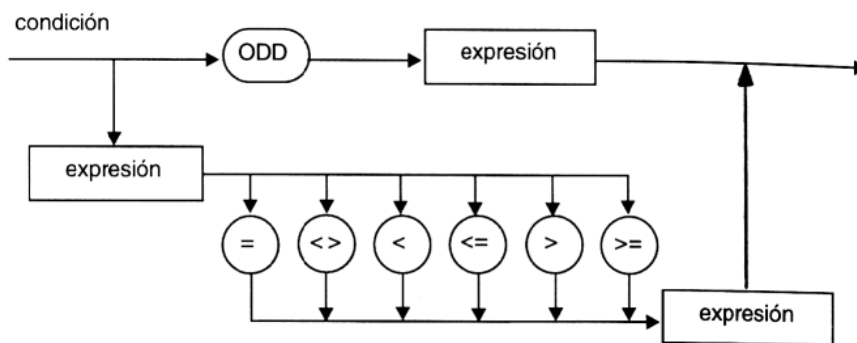 condición
ODD
expresión
expresión
= <> < <= > >=
expresión